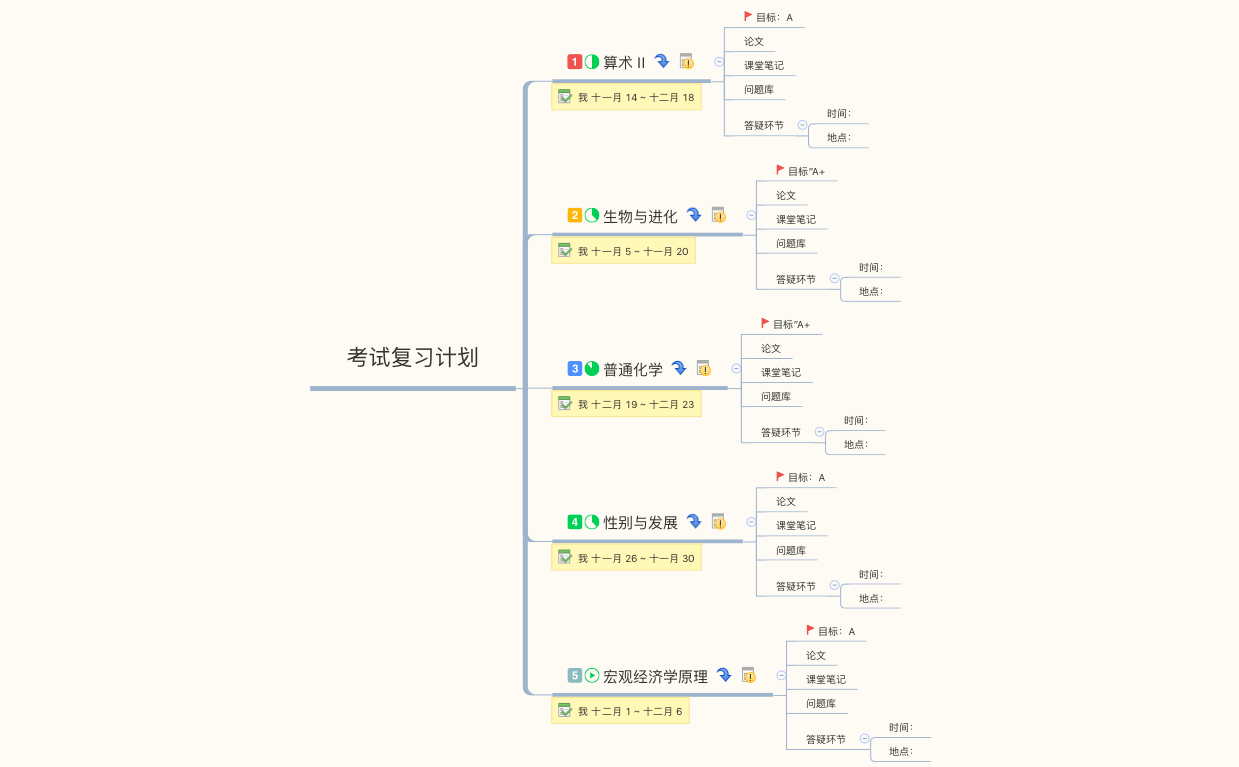 考试复习计划
1 算术 II
我 十一月 14 ~ 十二月 18
目标：A
论文
课堂笔记
问题库
答疑环节
时间：
地点：
2 生物与进化
我 十一月 5 ~ 十一月 20
目标"A+
论文
课堂笔记
问题库
答疑环节
时间：
地点：
3 普通化学
我 十二月 19 ~ 十二月 23
目标"A+
论文
课堂笔记
问题库
答疑环节
时间：
地点：
4 性别与发展
我 十一月 26 ~ 十一月 30
目标：A
论文
课堂笔记
问题库
答疑环节
时间：
地点：
5 宏观经济学原理
我 十二月 1 ~ 十二月 6
目标：A
论文
课堂笔记
问题库
答疑环节
时间：
地点：